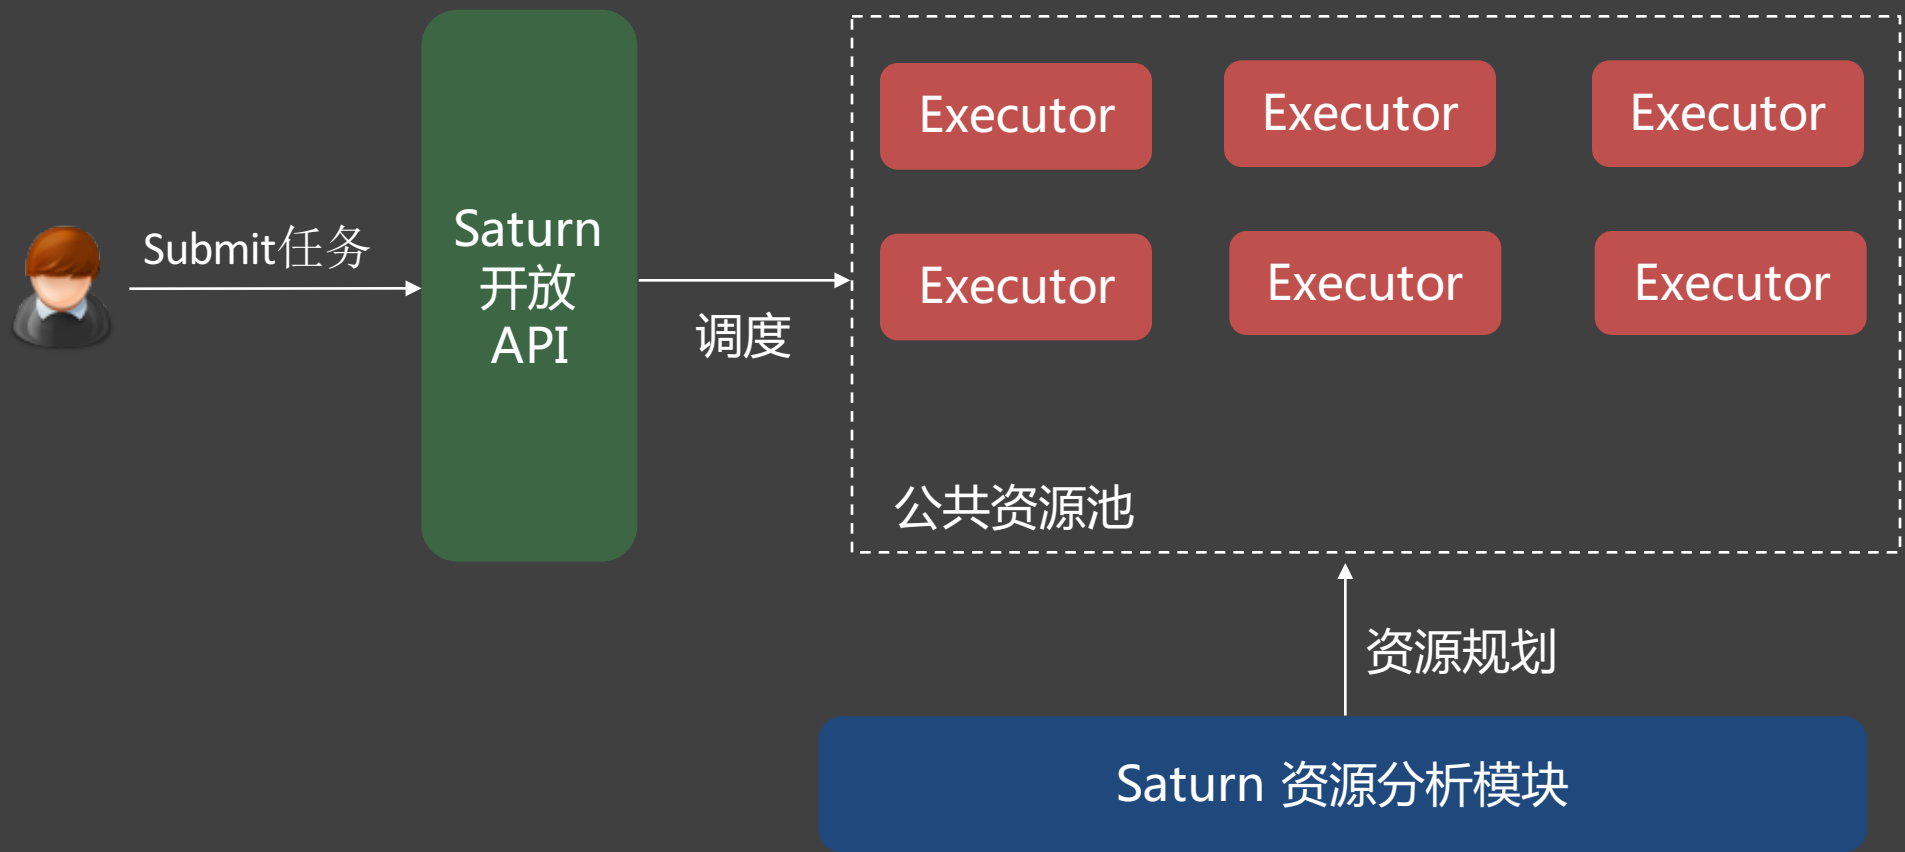 Submit任务
Saturn
开放
API
调度
Executor
Executor
Executor
Executor
Executor
Executor
公共资源池
资源规划
Saturn 资源分析模块